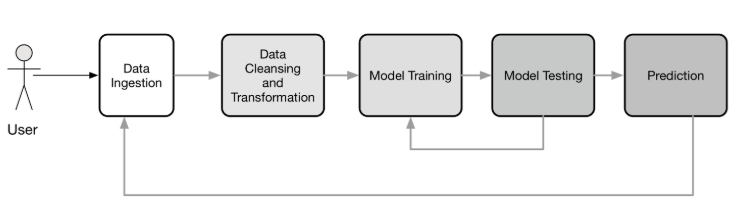 User
Data
Ingestion
Data
Cleansing
and
Transformation
Model Training
Model Testing
Prediction